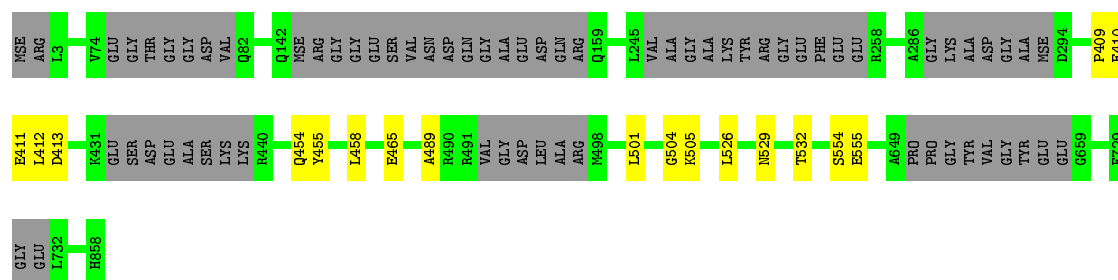 MSE ARG L3 V74 GLU GLY THR GLY GLY ASP VAL Q82 Q142 MSE ARG GLY GLY GLU SER VAL ASN ASP GLN GLY ALA GLU ASP GLN ARG Q159 L245 VAL ALA GLY ALA LYS TYR ARG GLY GLU PHE GLU GLU R258 A286 GLY LYS ALA ASP GLY ALA MSE D294 P409
E411 L412 D413 K431 GLU SER ASP GLU ALA SER LYS LYS R440 Q454 Y455 L458 E465 A489 R490 R491 VAL GLY ASP LEU ALA ARG M498 L501 G504 K505 L526 N529 T532 S554 E555 A649 PRO PRO GLY TYR VAL GLY TYR GLU GLU G659
GLY GLU L732 H858